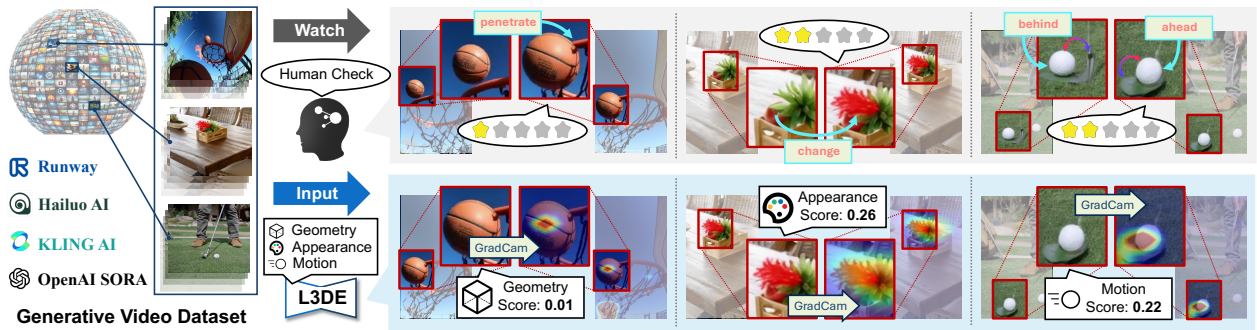 Watch
Human Check
penetrate
change
behind
ahead
Runway
Hailuo AI
KLING AI
OpenAI SORA
Generative Video Dataset
Input
Geometry
Appearance
Motion
L3DE
GradCam
Geometry
Score: 0.01
Appearance
Score: 0.26
GradCam
GradCam
Motion
Score: 0.22